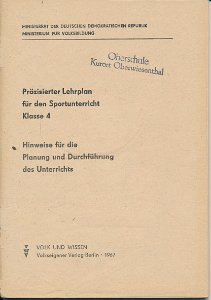 MINISTERRAT DER DEUTSCHEN DEMOKRATISCHEN REPUBLIK
MINISTERIUM FÜR VOLKSBILDUNG
Oberschule
Kurort Oberwiesenthal
Präzisierter Lehrplan
für den Sportunterricht
Klasse 4
Hinweise für die
Planung und Durchführung
des Unterrichts
VOLK UND WISSEN
Volkseigener Verlag Berlin · 1967